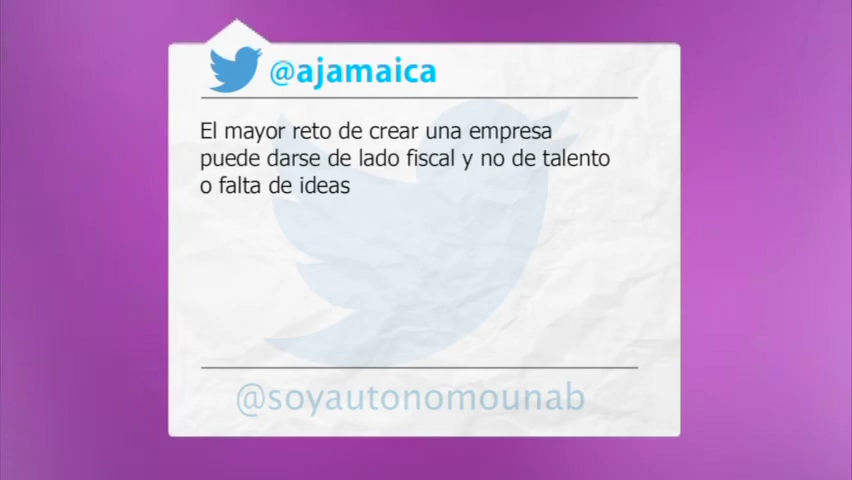 @ajamaica
El mayor reto de crear una empresa
puede darse de lado fiscal y no de talento
o falta de ideas
@soyautonomounab